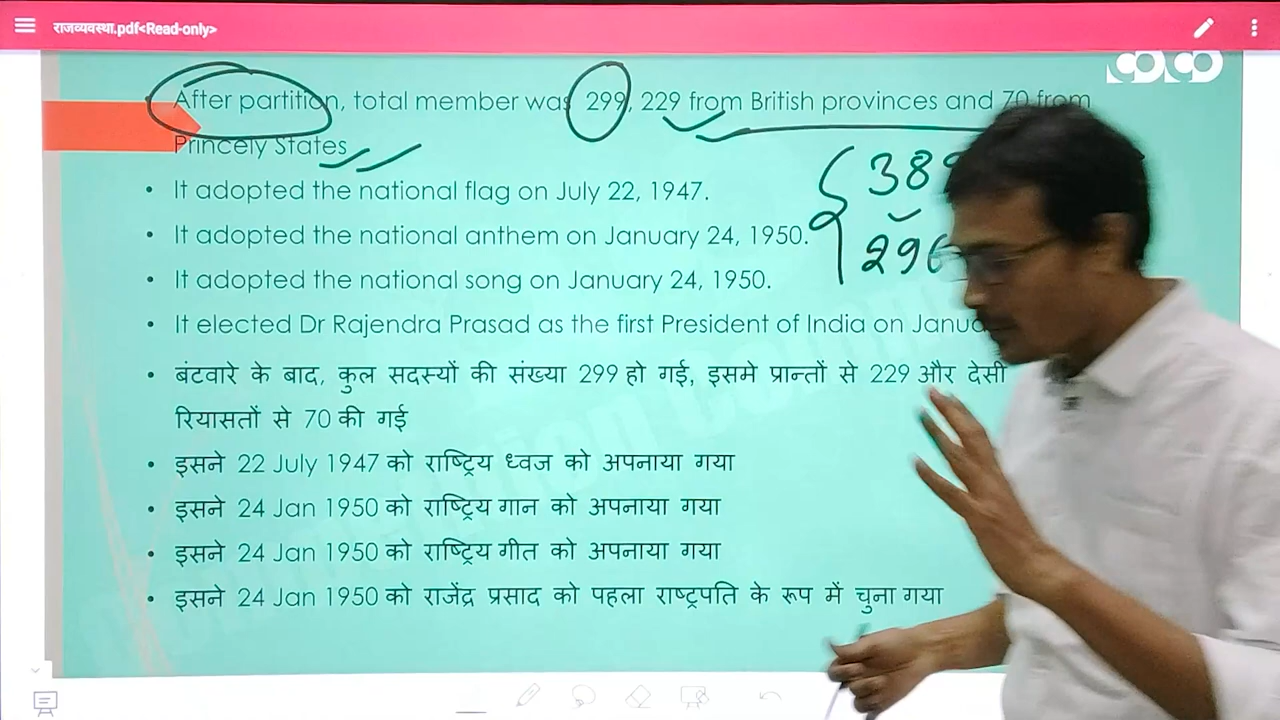 राजव्यवस्था.pdf<Read-only>
After partition, total member was 299, 229 from British provinces and 70 from
Princely States
• It adopted the national flag on July 22, 1947.
• It adopted the national anthem on January 24, 1950.
• It adopted the national song on January 24, 1950.
• It elected Dr Rajendra Prasad as the first President of India on
• बंटवारे के बाद, कुल सदस्यों की संख्या 299 हो गई, इसमे प्रान्तों से 229 और देसी
रियासतों से 70 की गई
• इसने 22 July 1947 को राष्ट्रिय ध्वज को अपनाया गया
• इसने 24 Jan 1950 को राष्ट्रिय गान को अपनाया गया
• इसने 24 Jan 1950 को राष्ट्रिय गीत को अपनाया गया
• इसने 24 Jan 1950 को राजेंद्र प्रसाद को पहला राष्ट्रपति के रूप में चुना गया